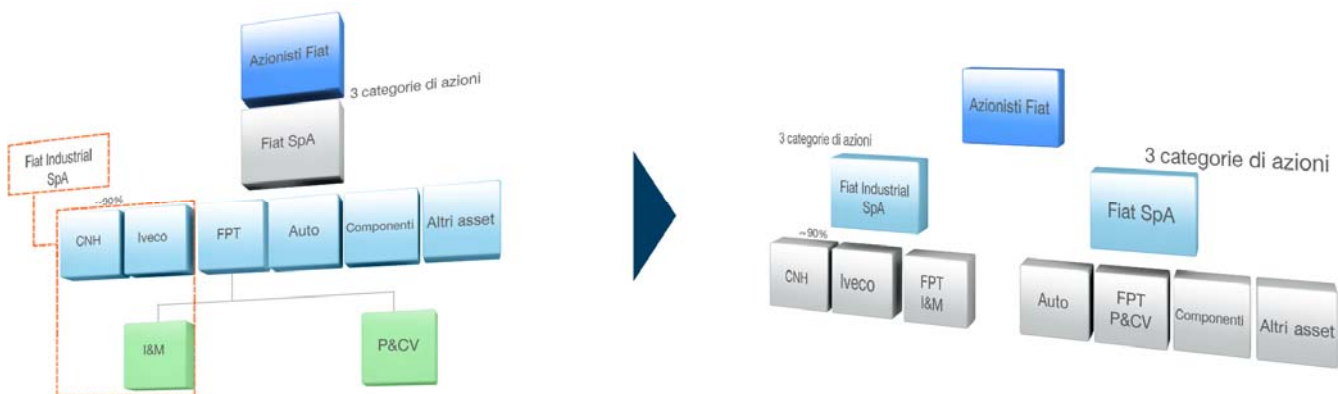 Azionisti Fiat
3 categorie di azioni
Fiat SpA
Fiat Industrial
SpA
~90%
CNH
Iveco
FPT
Auto
Componenti
Altri asset
I&M
P&CV
Azionisti Fiat
3 categorie di azioni
Fiat Industrial
SpA
3 categorie di azioni
Fiat SpA
~90%
CNH
Iveco
FPT
I&M
Auto
FPT
P&CV
Componenti
Altri asset